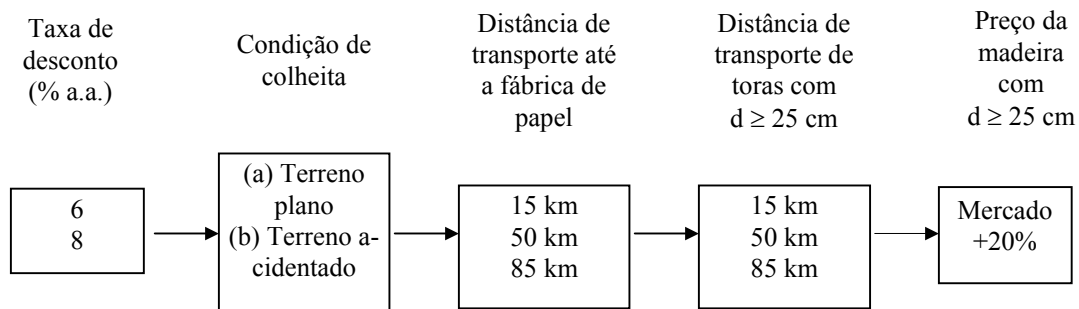 Taxa de
desconto
(% a.a.)
Condição de
colheita
Distância de
transporte até
a fábrica de
papel
Distância de
transporte de
toras com
d ≥ 25 cm
Preço da
madeira
com
d ≥ 25 cm
6
8
(a) Terreno
plano
(b) Terreno a-
cidentado
15 km
50 km
85 km
15 km
50 km
85 km
Mercado
+20%